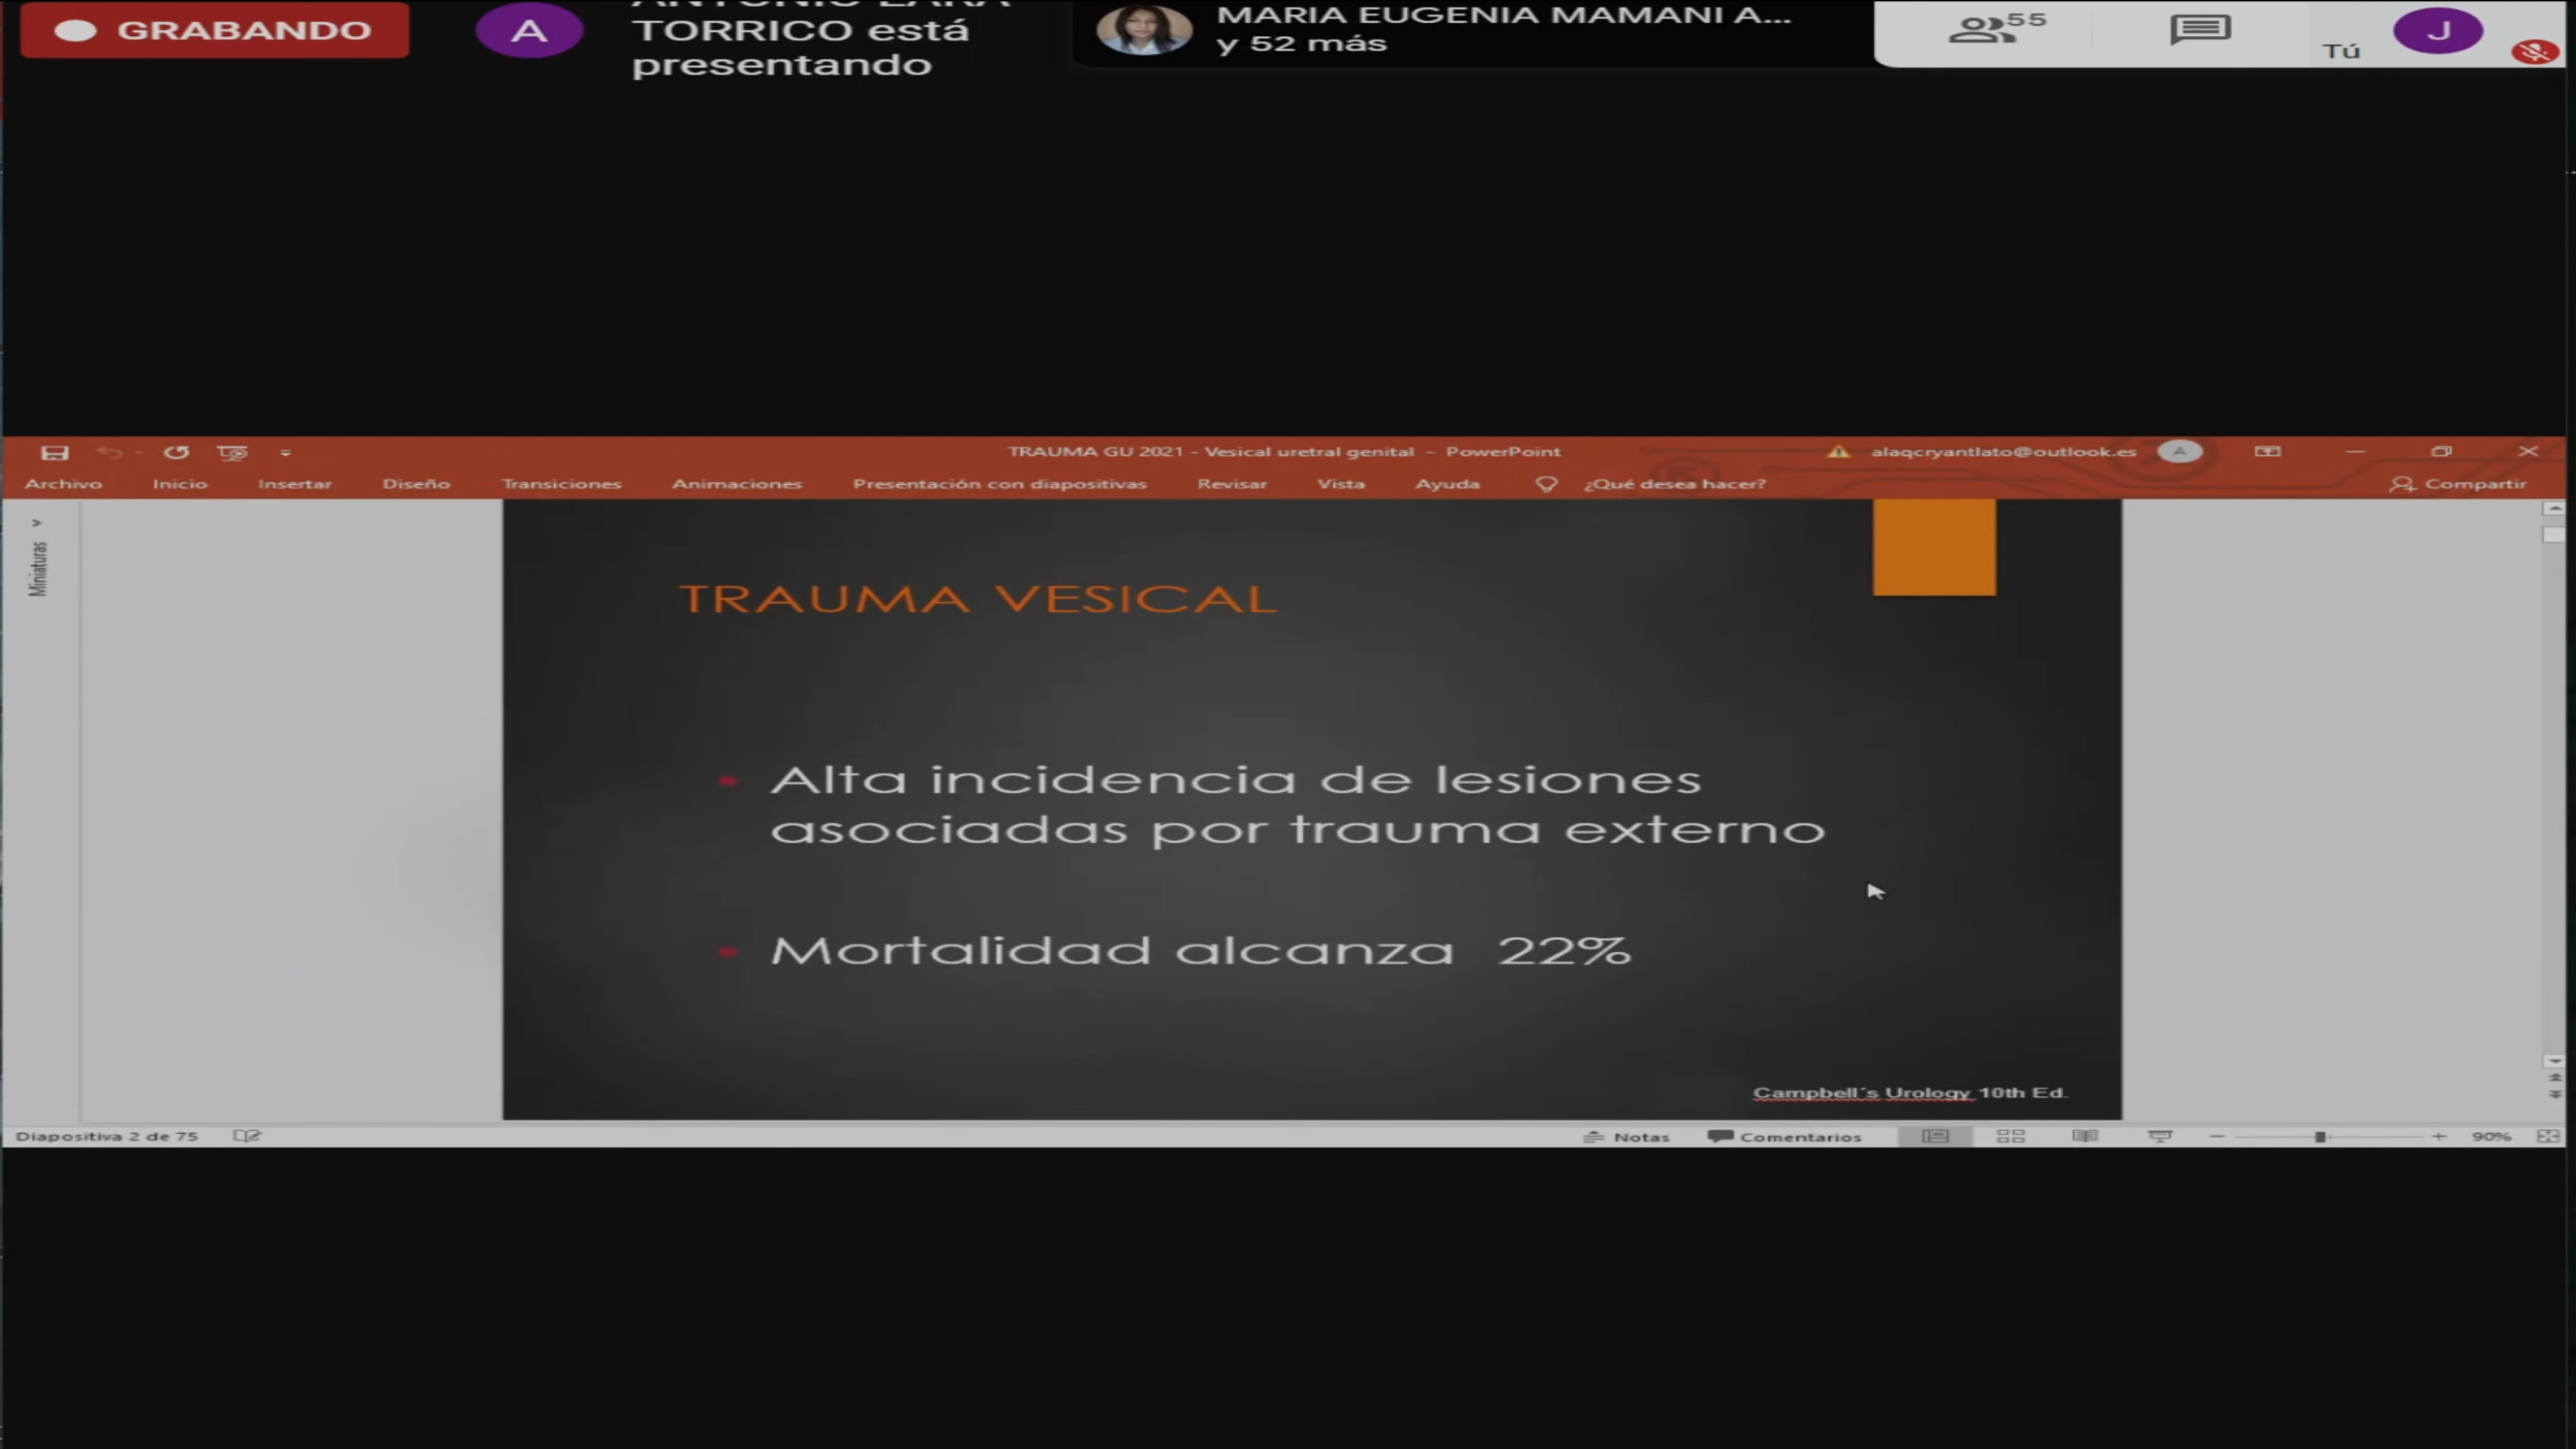 GRABANDO
A
TORRICO está
presentando
MARIA EUGENIA MAMANI A...
y 52 más
55
Tú
J
TRAUMA GU 2021 - Vesical uretral genital - PowerPoint
alaqcryantlato@outlook.es
A
Archivo Inicio Insertar Diseño Transiciones Animaciones Presentación con diapositivas Revisar Vista Ayuda ¿Qué desea hacer? Compartir
Miniaturas
TRAUMA VESICAL
• Alta incidencia de lesiones
asociadas por trauma externo
• Mortalidad alcanza 22%
Campbell´s Urology 10th Ed.
Diapositiva 2 de 75
Notas Comentarios 90%